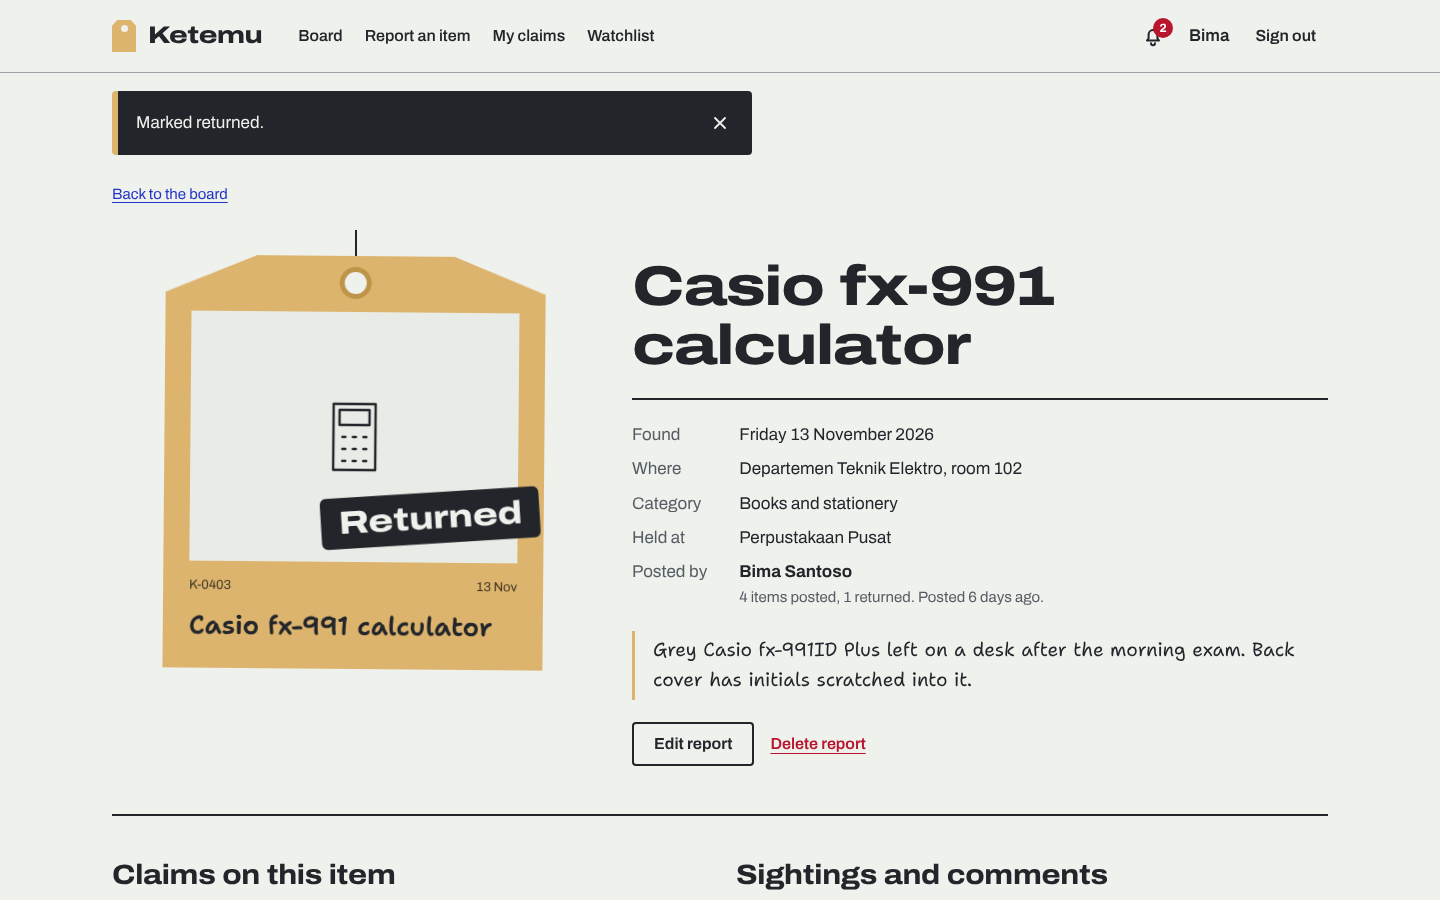 Ketemu
Board
Report an item
My claims
Watchlist
2
Bima
Sign out
Marked returned.
Back to the board
Returned
K-0403
13 Nov
Casio fx-991 calculator
Casio fx-991
calculator
Found Friday 13 November 2026
Where Departemen Teknik Elektro, room 102
Category Books and stationery
Held at Perpustakaan Pusat
Posted by Bima Santoso
4 items posted, 1 returned. Posted 6 days ago.
Grey Casio fx-991ID Plus left on a desk after the morning exam. Back
cover has initials scratched into it.
Edit report
Delete report
Claims on this item
Sightings and comments